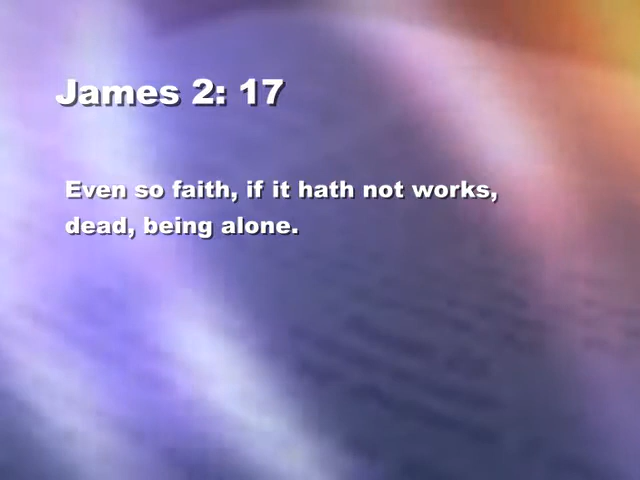 James 2: 17
Even so faith, if it hath not works,
dead, being alone.